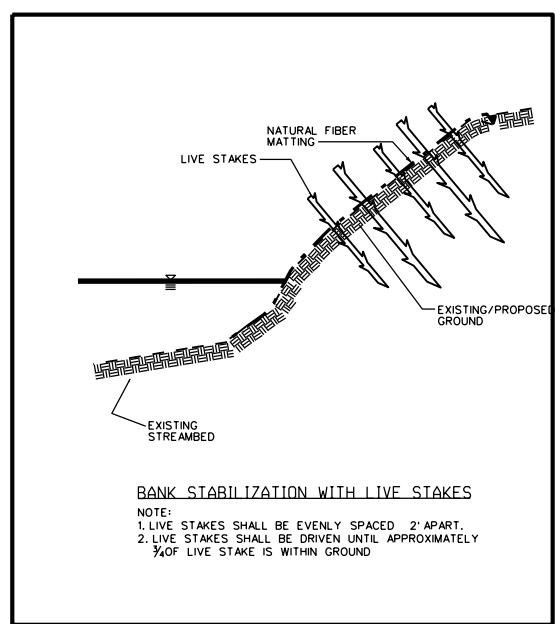 NATURAL FIBER
MATTING
LIVE STAKES
EXISTING/PROPOSED
GROUND
EXISTING
STREAMBED
BANK STABILIZATION WITH LIVE STAKES
NOTE:
1. LIVE STAKES SHALL BE EVENLY SPACED 2' APART.
2. LIVE STAKES SHALL BE DRIVEN UNTIL APPROXIMATELY
3/4 OF LIVE STAKE IS WITHIN GROUND